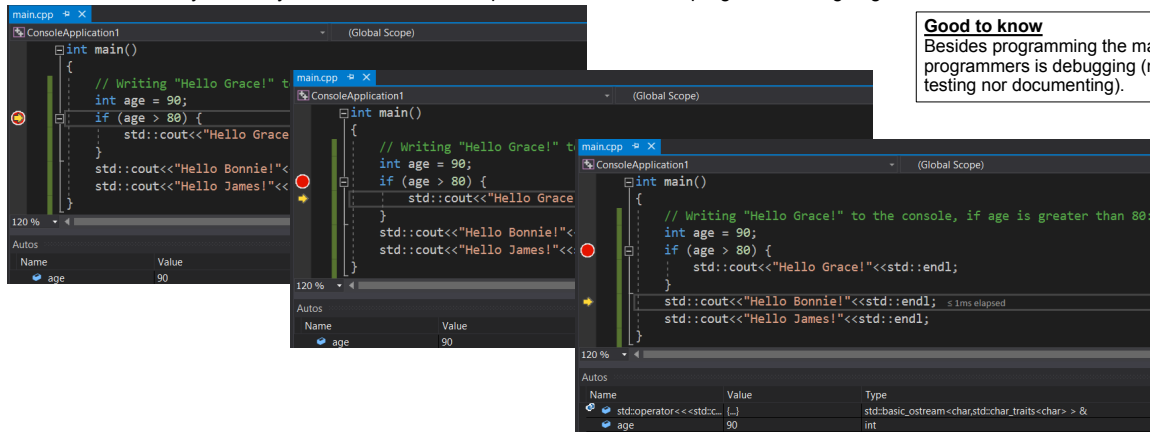 main.cpp
ConsoleApplication1 (Global Scope)
int main()
{
// Writing "Hello Grace!"
int age = 90;
if (age > 80) {
std::cout<<"Hello Grace
}
std::cout<<"Hello Bonnie!"<
std::cout<<"Hello James!"<<
}
120 %
Autos
Name Value
age 90
main.cpp
ConsoleApplication1 (Global Scope)
int main()
{
// Writing "Hello Grace!"
int age = 90;
if (age > 80) {
std::cout<<"Hello Grace
}
std::cout<<"Hello Bonnie!"<
std::cout<<"Hello James!"<<
}
120 %
Autos
Name Value
age 90
main.cpp
ConsoleApplication1 (Global Scope)
int main()
{
// Writing "Hello Grace!" to the console, if age is greater than 80:
int age = 90;
if (age > 80) {
std::cout<<"Hello Grace!"<<std::endl;
}
std::cout<<"Hello Bonnie!"<<std::endl; ≤ 1ms elapsed
std::cout<<"Hello James!"<<std::endl;
}
120 %
Autos
Name Value Type
std::operator<<<std::c... {...} std::basic_ostream<char,std::char_traits<char> > &
age 90 int
Good to know
Besides programming the
programmers is debugging
testing nor documenting).